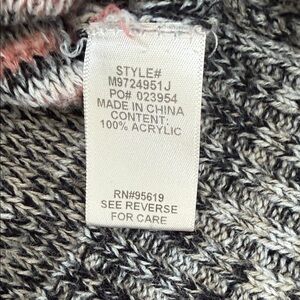 STYLE#
M9724951J
PO# 023954
MADE IN CHINA
CONTENT:
100% ACRYLIC
RN#95619
SEE REVERSE
FOR CARE